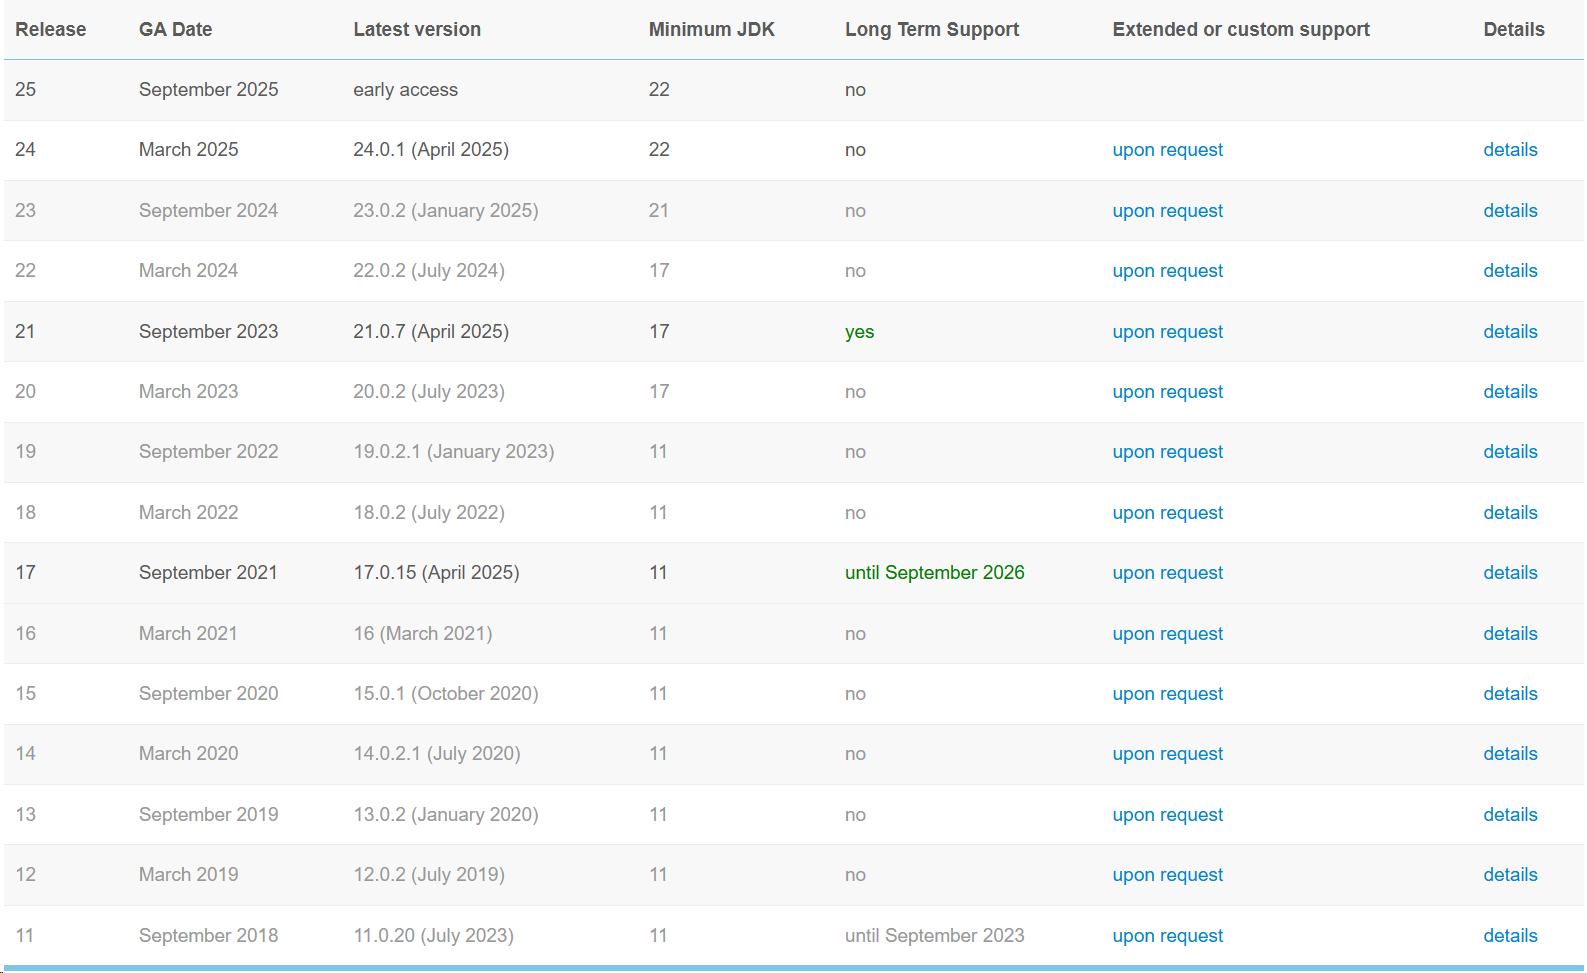 Release GA Date Latest version Minimum JDK Long Term Support Extended or custom support Details
25 September 2025 early access 22 no
24 March 2025 24.0.1 (April 2025) 22 no upon request details
23 September 2024 23.0.2 (January 2025) 21 no upon request details
22 March 2024 22.0.2 (July 2024) 17 no upon request details
21 September 2023 21.0.7 (April 2025) 17 yes upon request details
20 March 2023 20.0.2 (July 2023) 17 no upon request details
19 September 2022 19.0.2.1 (January 2023) 11 no upon request details
18 March 2022 18.0.2 (July 2022) 11 no upon request details
17 September 2021 17.0.15 (April 2025) 11 until September 2026 upon request details
16 March 2021 16 (March 2021) 11 no upon request details
15 September 2020 15.0.1 (October 2020) 11 no upon request details
14 March 2020 14.0.2.1 (July 2020) 11 no upon request details
13 September 2019 13.0.2 (January 2020) 11 no upon request details
12 March 2019 12.0.2 (July 2019) 11 no upon request details
11 September 2018 11.0.20 (July 2023) 11 until September 2023 upon request details